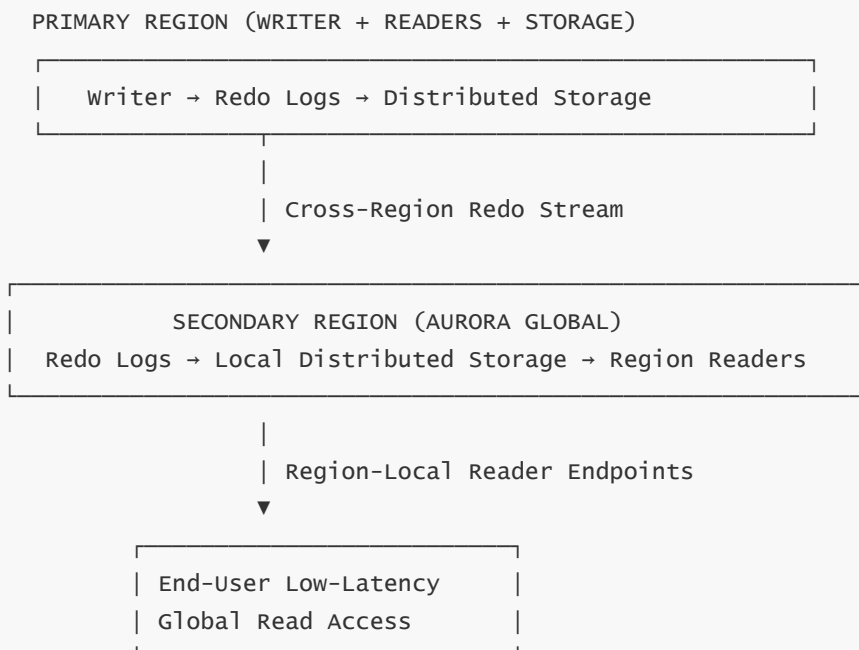 PRIMARY REGION (WRITER + READERS + STORAGE)
Writer → Redo Logs → Distributed Storage
Cross-Region Redo Stream
SECONDARY REGION (AURORA GLOBAL)
Redo Logs → Local Distributed Storage → Region Readers
Region-Local Reader Endpoints
End-User Low-Latency
Global Read Access